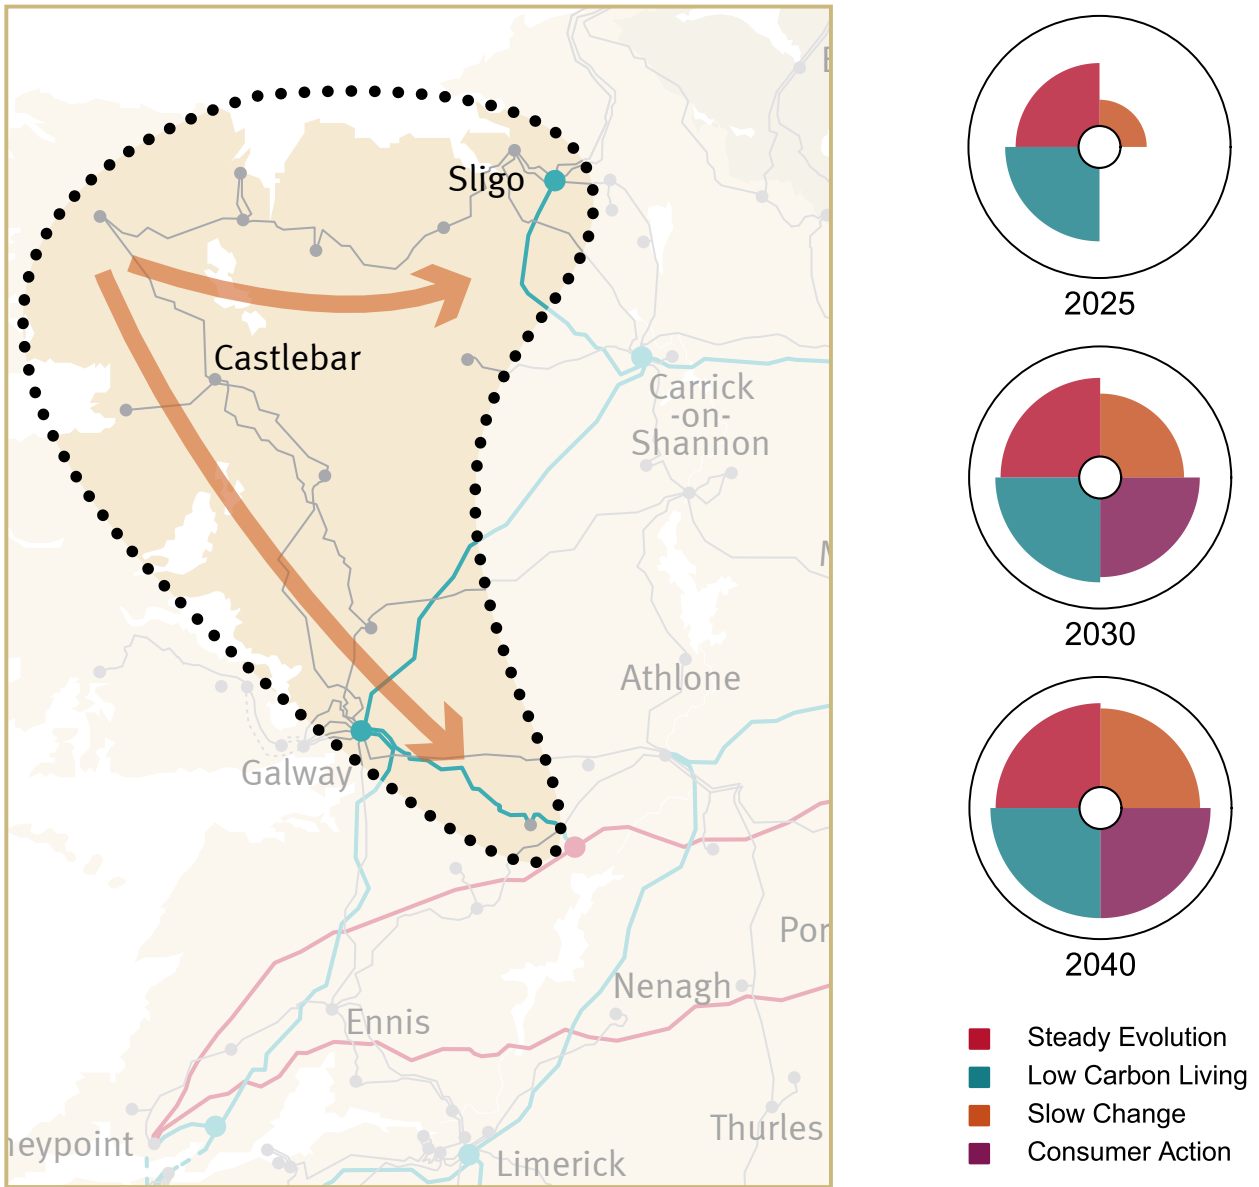 Sligo
Castlebar
Carrick
-on-
Shannon
Athlone
Galway
Nenagh
Ennis
Thurles
Limerick
2025
2030
2040
Steady Evolution
Low Carbon Living
Slow Change
Consumer Action